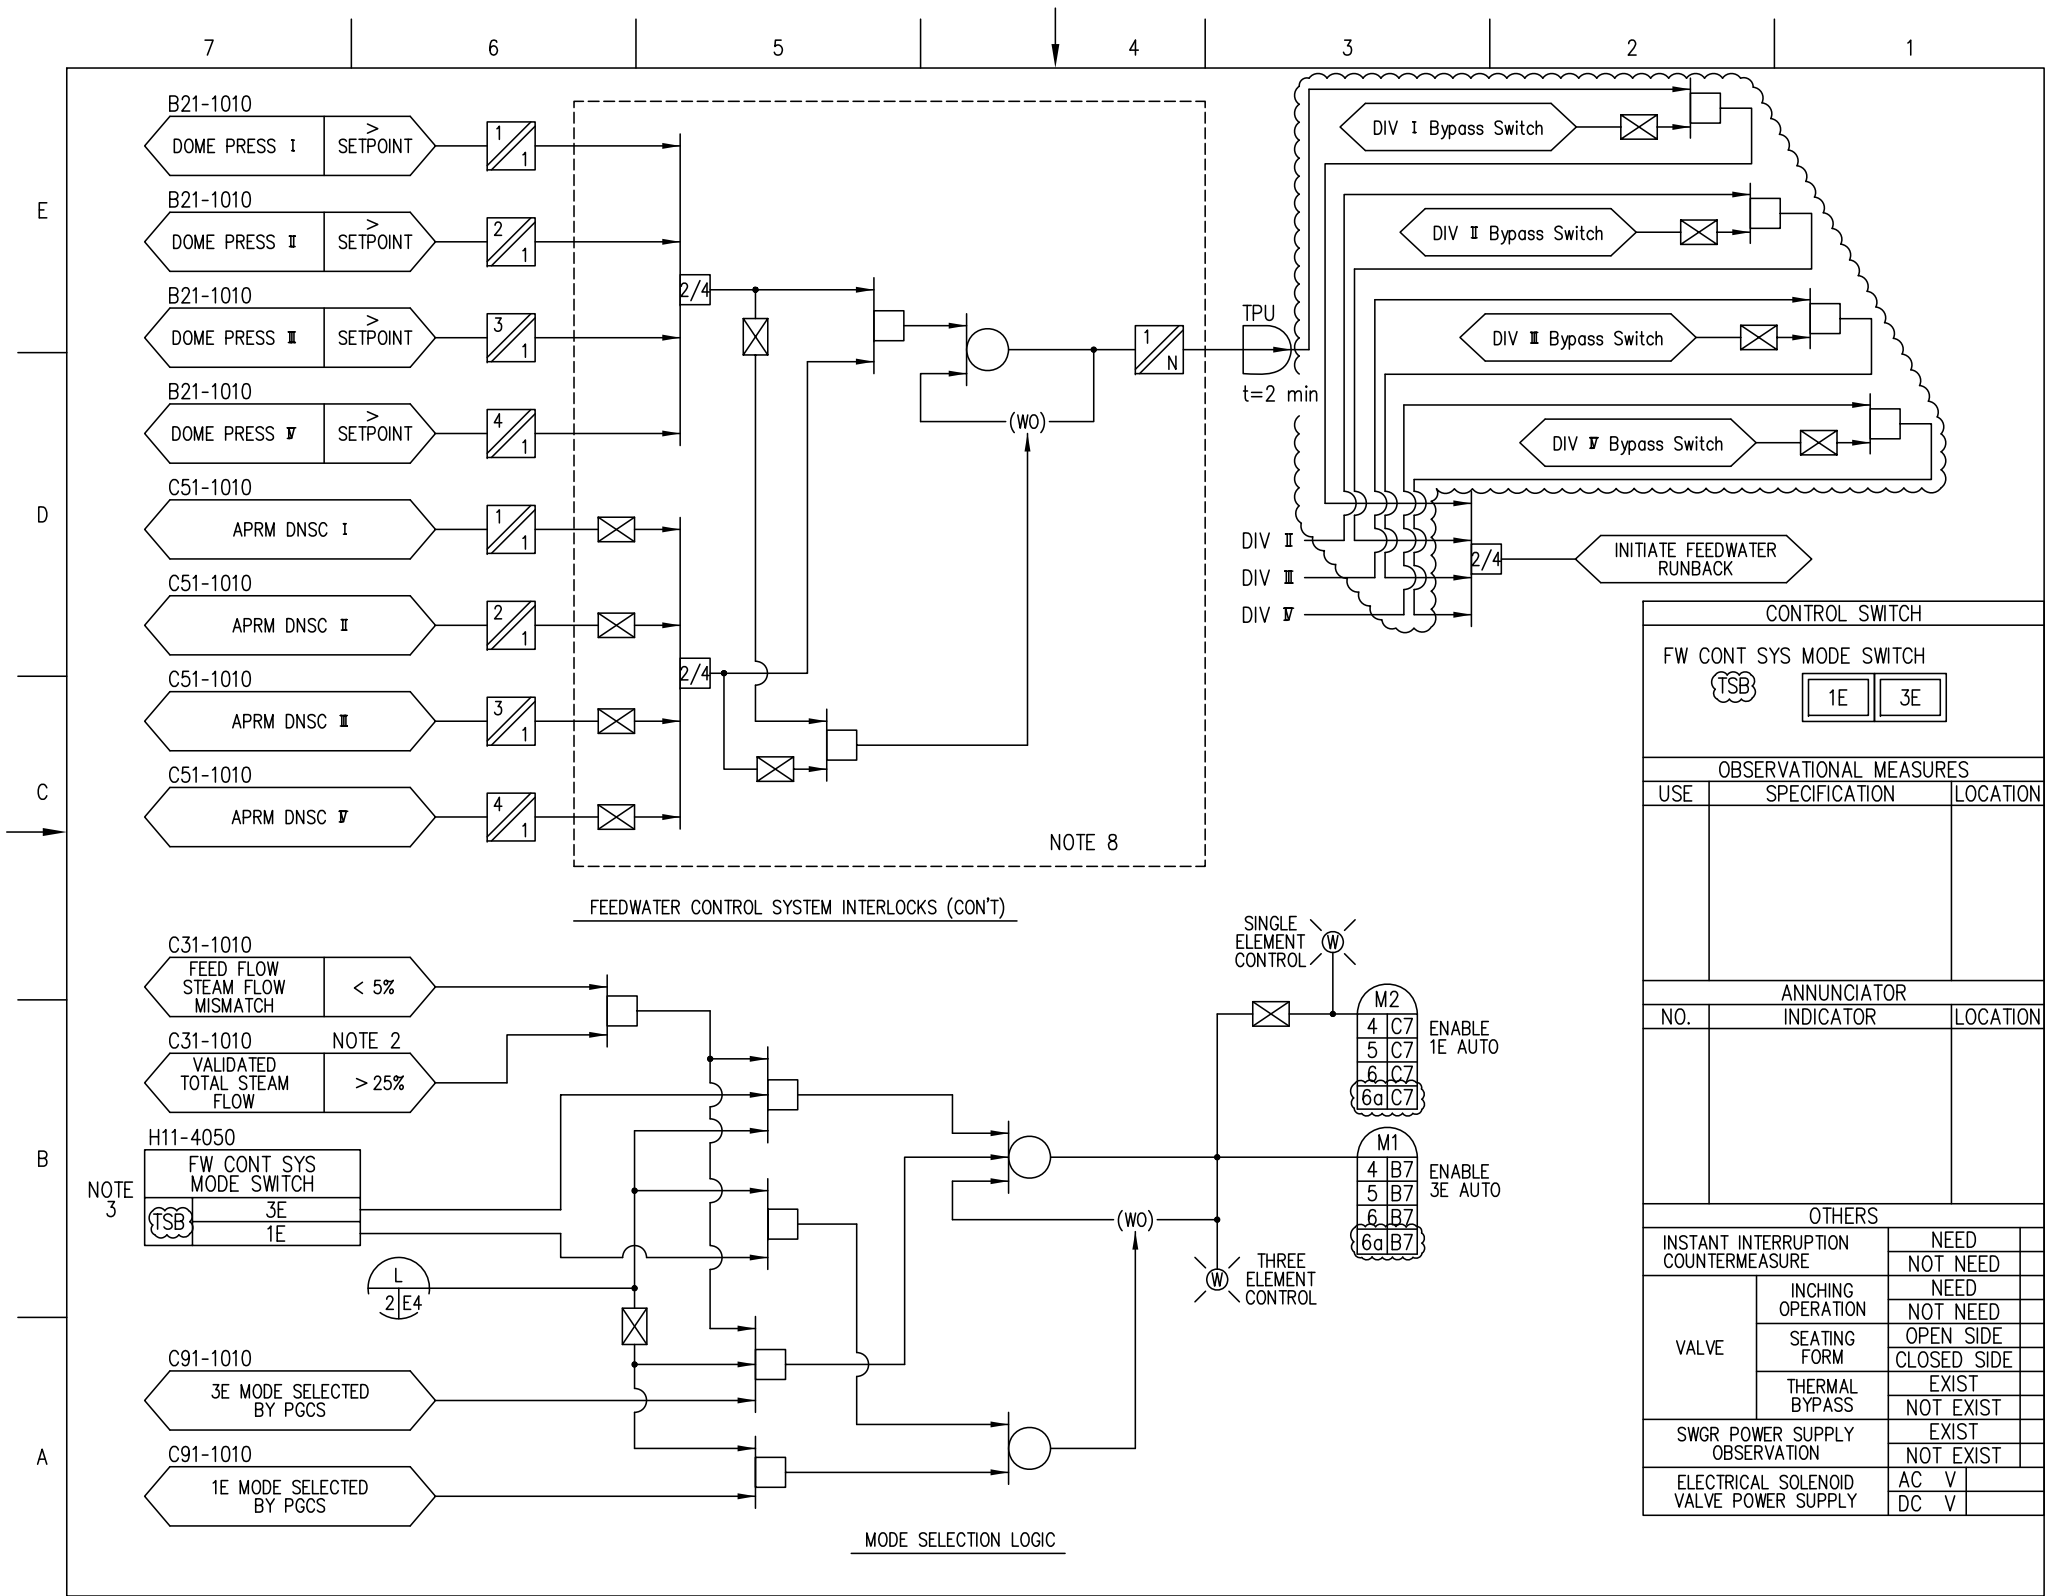 7 6 5 4 3 2 1
E
D
C
B
A
B21-1010
DOME PRESS I
>
SETPOINT
1
1
B21-1010
DOME PRESS II
>
SETPOINT
2
1
B21-1010
DOME PRESS III
>
SETPOINT
3
1
B21-1010
DOME PRESS IV
>
SETPOINT
4
1
C51-1010
APRM DNSC I
1
1
C51-1010
APRM DNSC II
2
1
C51-1010
APRM DNSC III
3
1
C51-1010
APRM DNSC IV
4
1
2/4
2/4
(WO)
1
N
NOTE 8
TPU
t=2 min
DIV I Bypass Switch
DIV II Bypass Switch
DIV III Bypass Switch
DIV IV Bypass Switch
DIV II
DIV III
DIV IV
2/4
INITIATE FEEDWATER
RUNBACK
FEEDWATER CONTROL SYSTEM INTERLOCKS (CON'T)
C31-1010
FEED FLOW
STEAM FLOW
MISMATCH
< 5%
C31-1010
NOTE 2
VALIDATED
TOTAL STEAM
FLOW
> 25%
H11-4050
FW CONT SYS
MODE SWITCH
NOTE
3
TSB
3E
1E
L
2 E4
C91-1010
3E MODE SELECTED
BY PGCS
C91-1010
1E MODE SELECTED
BY PGCS
(WO)
SINGLE
ELEMENT
CONTROL
W
M2
4 C7
5 C7
6 C7
6a C7
ENABLE
1E AUTO
M1
4 B7
5 B7
6 B7
6a B7
ENABLE
3E AUTO
W
THREE
ELEMENT
CONTROL
MODE SELECTION LOGIC
CONTROL SWITCH
FW CONT SYS MODE SWITCH
TSB
1E 3E
OBSERVATIONAL MEASURES
USE SPECIFICATION LOCATION
ANNUNCIATOR
NO. INDICATOR LOCATION
OTHERS
INSTANT INTERRUPTION
COUNTERMEASURE
NEED
NOT NEED
VALVE
INCHING
OPERATION
NEED
NOT NEED
SEATING
FORM
OPEN SIDE
CLOSED SIDE
THERMAL
BYPASS
EXIST
NOT EXIST
SWGR POWER SUPPLY
OBSERVATION
EXIST
NOT EXIST
ELECTRICAL SOLENOID
VALVE POWER SUPPLY
AC V
DC V